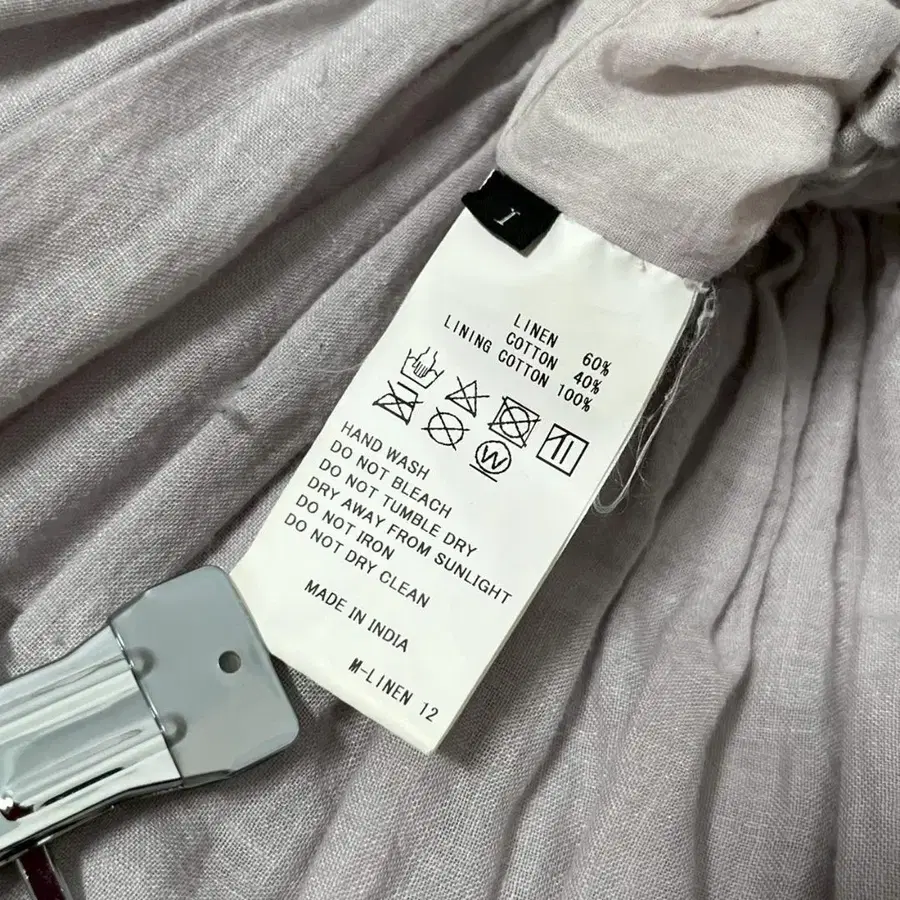 I
LINEN 60%
COTTON 40%
LINING COTTON 100%
W
HAND WASH
DO NOT BLEACH
DO NOT TUMBLE DRY
DRY AWAY FROM SUNLIGHT
DO NOT IRON
DO NOT DRY CLEAN
MADE IN INDIA
M-LINEN 12